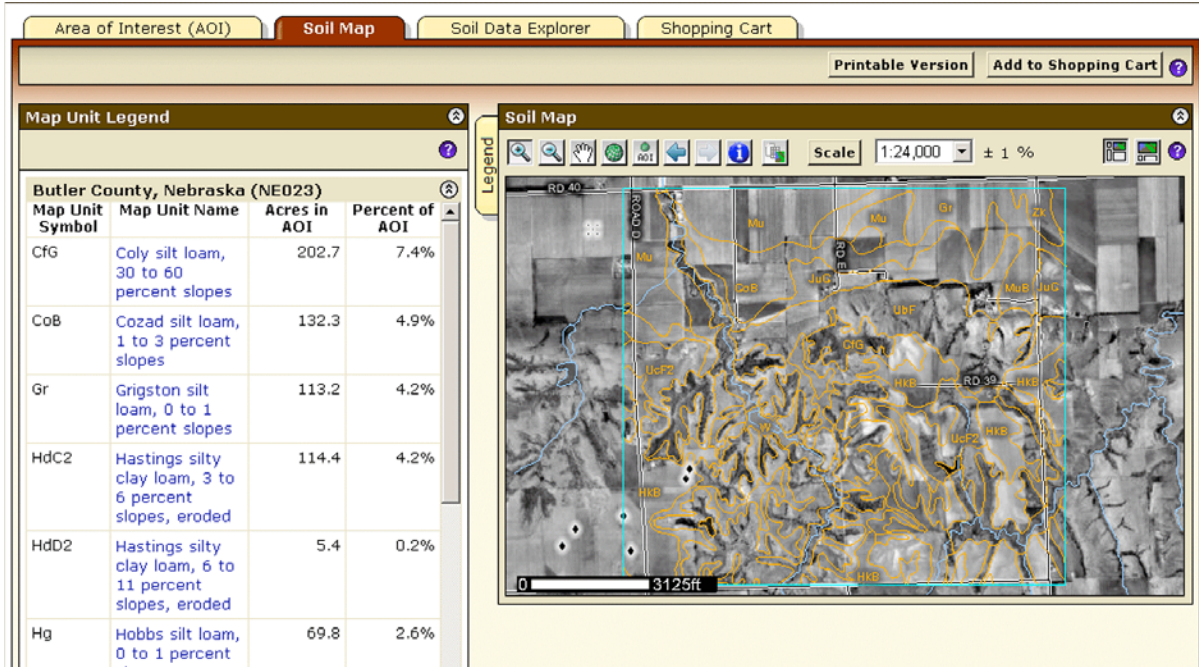 Area of Interest (AOI)
Soil Map
Soil Data Explorer
Shopping Cart
Printable Version
Add to Shopping Cart
?
Map Unit Legend
?
Butler County, Nebraska (NE023)
Map Unit Symbol
Map Unit Name
Acres in AOI
Percent of AOI
CfG
Coly silt loam,
30 to 60
percent slopes
202.7
7.4%
CoB
Cozad silt loam,
1 to 3 percent
slopes
132.3
4.9%
Gr
Grigston silt
loam, 0 to 1
percent slopes
113.2
4.2%
HdC2
Hastings silty
clay loam, 3 to
6 percent
slopes, eroded
114.4
4.2%
HdD2
Hastings silty
clay loam, 6 to
11 percent
slopes, eroded
5.4
0.2%
Hg
Hobbs silt loam,
0 to 1 percent
69.8
2.6%
Legend
Soil Map
AOI
i
Scale
1:24,000
± 1 %
?
RD 40
ROAD D
Mu
Mu
Gr
Zk
Mu
RD E
CoB
JuG
MuB
JuG
UbF
CfG
UcF2
HkB
RD 39
HkB
W
UcF2
HkB
HkB
HkB
0
3125ft